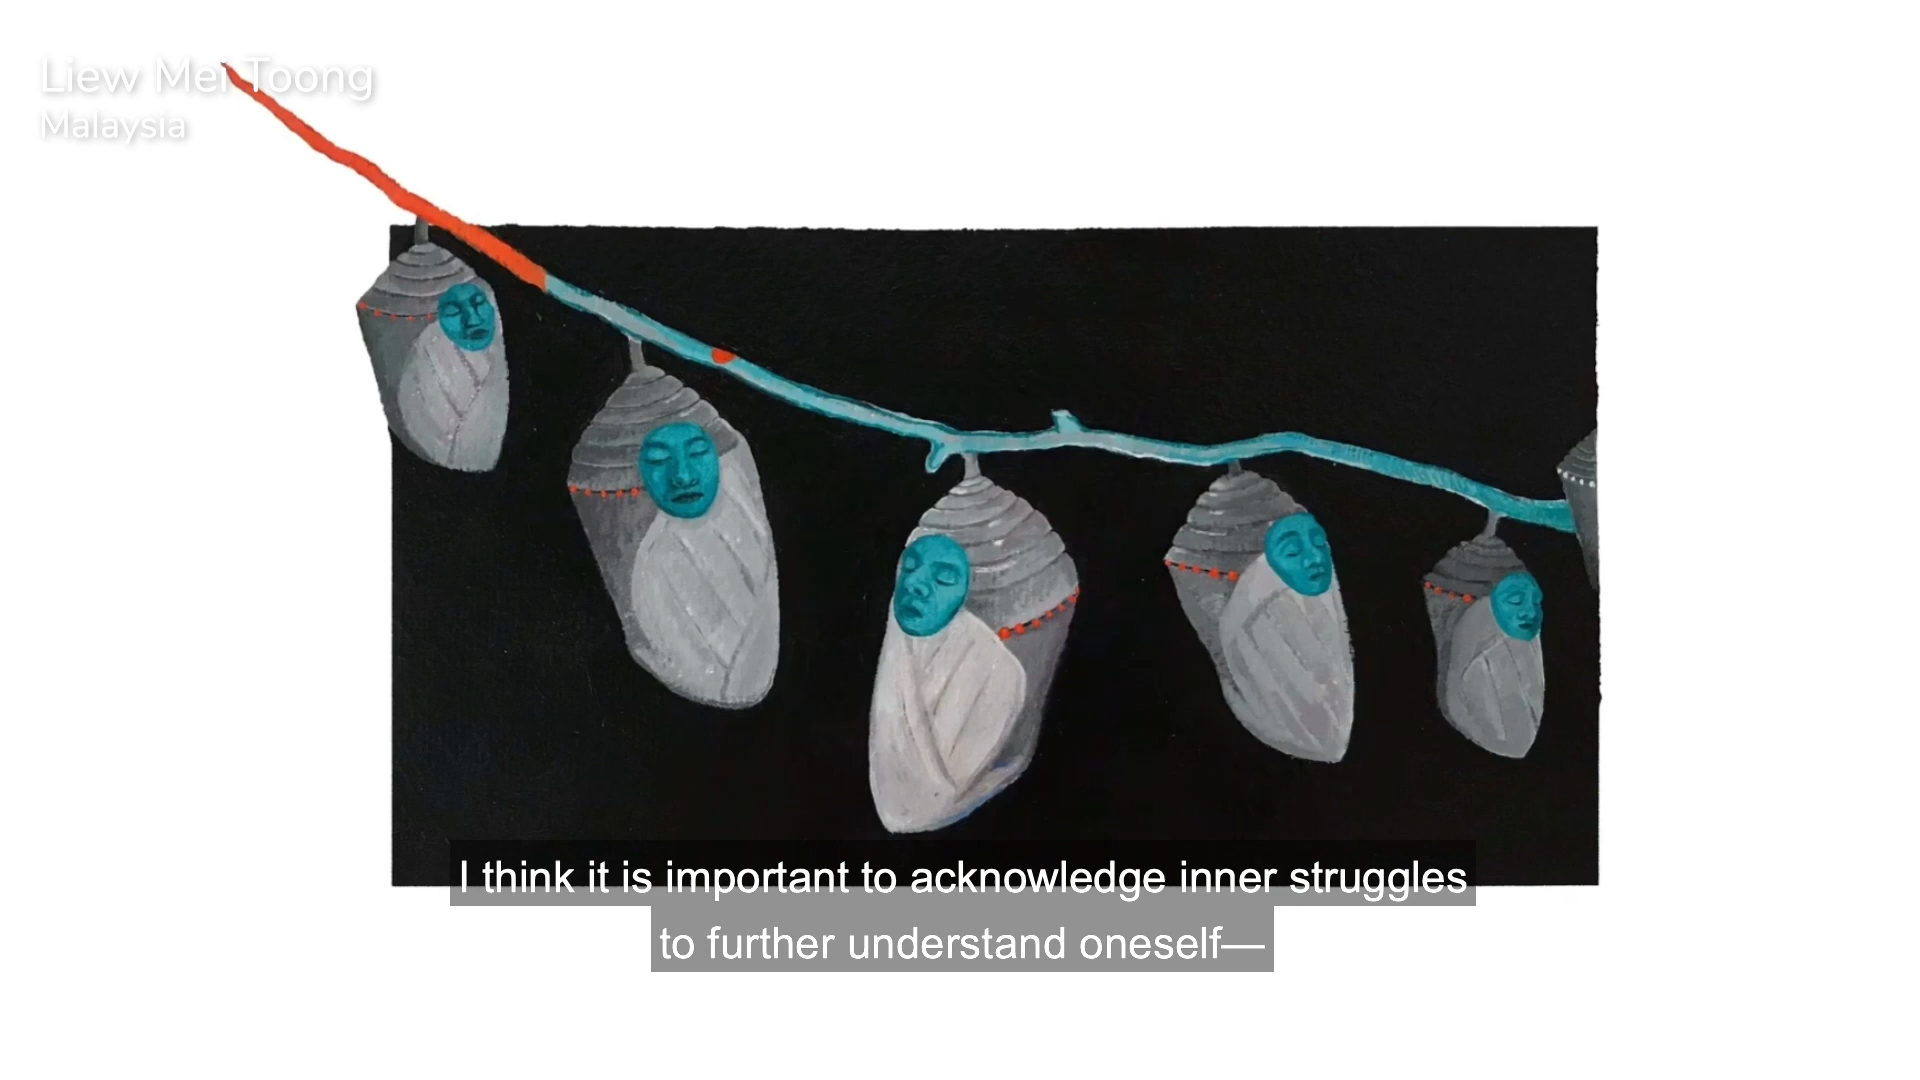 Liew Mei Toong
Malaysia
I think it is important to acknowledge inner struggles
to further understand oneself—